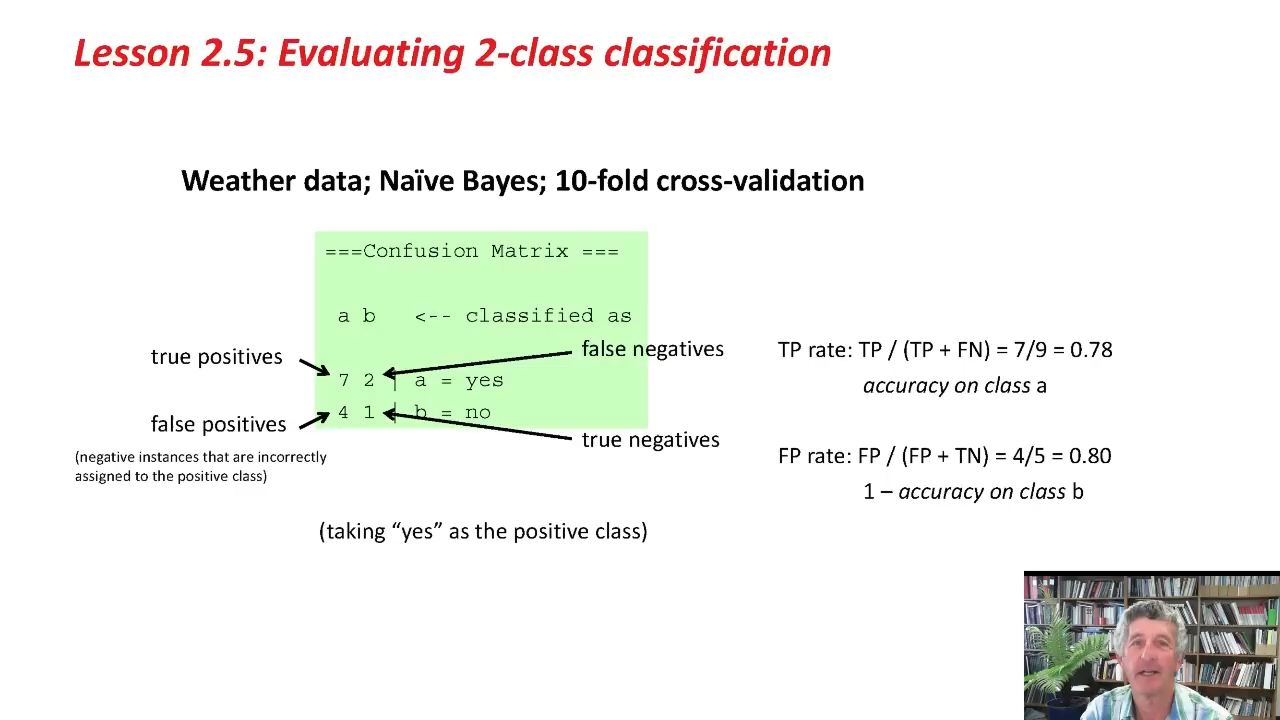 Lesson 2.5: Evaluating 2-class classification
Weather data; Naïve Bayes; 10-fold cross-validation
===Confusion Matrix ===
a b <-- classified as
true positives
false negatives
7 2 | a = yes
false positives
4 1 | b = no
true negatives
(negative instances that are incorrectly
assigned to the positive class)
(taking “yes” as the positive class)
TP rate: TP / (TP + FN) = 7/9 = 0.78
accuracy on class a
FP rate: FP / (FP + TN) = 4/5 = 0.80
1 – accuracy on class b